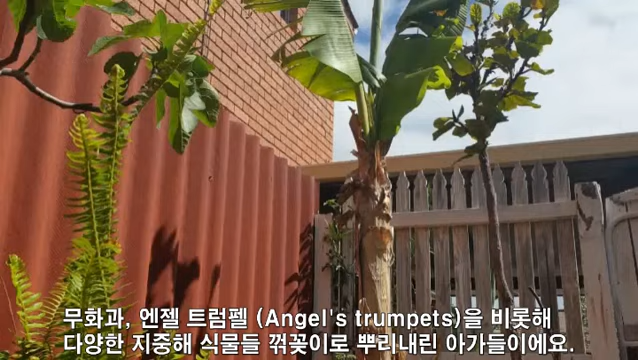 무화과, 엔젤 트럼펠 (Angel's trumpets)을 비롯해
다양한 지중해 식물들 꺾꽂이로 뿌리내린 아가들이에요.